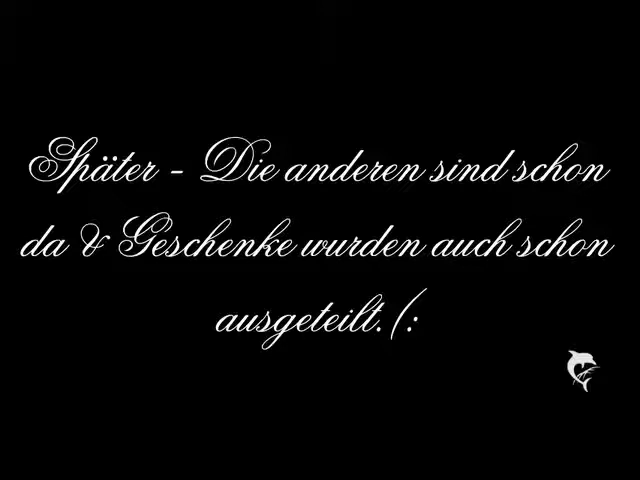 Später - Die anderen sind schon
da & Geschenke wurden auch schon
ausgeteilt.(: